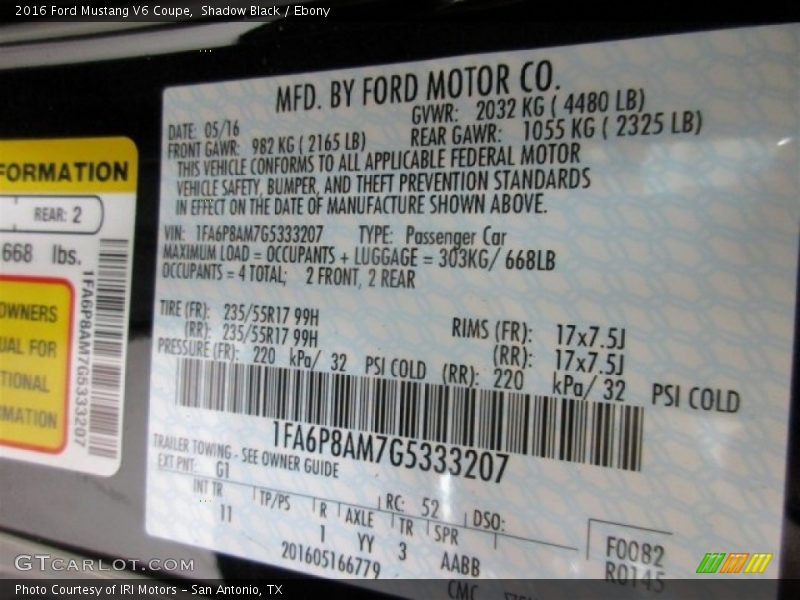 2016 Ford Mustang V6 Coupe,  Shadow Black / Ebony
MFD. BY FORD MOTOR CO.
DATE: 05/16
GVWR: 2032 KG ( 4480 LB)
FRONT GAWR: 982 KG ( 2165 LB)
REAR GAWR: 1055 KG ( 2325 LB)
THIS VEHICLE CONFORMS TO ALL APPLICABLE FEDERAL MOTOR
VEHICLE SAFETY, BUMPER, AND THEFT PREVENTION STANDARDS
IN EFFECT ON THE DATE OF MANUFACTURE SHOWN ABOVE.
VIN: 1FA6P8AM7G5333207 TYPE: Passenger Car
MAXIMUM LOAD = OCCUPANTS + LUGGAGE = 303KG/ 668LB
OCCUPANTS = 4 TOTAL; 2 FRONT, 2 REAR
TIRE (FR): 235/55R17 99H RIMS (FR): 17x7.5J
(RR): 235/55R17 99H (RR): 17x7.5J
PRESSURE (FR): 220 kPa/ 32 PSI COLD (RR): 220 kPa/ 32 PSI COLD
1FA6P8AM7G5333207
TRAILER TOWING - SEE OWNER GUIDE
EXT PNT: G1 RC: 52 DSO:
INT TR TP/PS R AXLE TR SPR
11 1 YY 3 AABB
F0082
R0145
201605166779
CMC
FORMATION
REAR: 2
668 lbs.
OWNERS
UAL FOR
TIONAL
RMATION
1FA6P8AM7G5333207
GTCARLOT.COM
Photo Courtesy of IRI Motors – San Antonio, TX